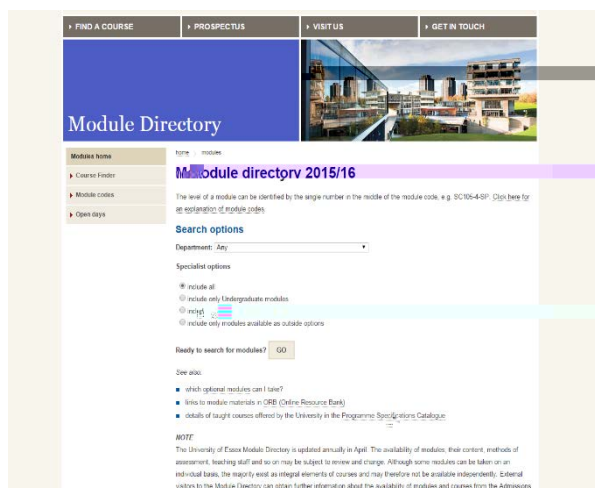 FIND A COURSE
PROSPECTUS
VISIT US
GET IN TOUCH
Module Directory
Modules home
Course Finder
Module codes
Open days
home modules
Module directory 2015/16
The level of a module can be identified by the single number in the middle of the module code, e.g. SC105-4-SP. Click here for
an explanation of module codes.
Search options
Department: Any
Specialist options
include all
include only Undergraduate modules
include only modules available as outside options
Ready to search for modules? GO
See also:
which optional modules can I take?
links to module materials in ORB (Online Resource Bank)
details of taught courses offered by the University in the Programme Specifications Catalogue
NOTE
The University of Essex Module Directory is updated annually in April. The availability of modules, their content, methods of
assessment, teaching staff and so on may be subject to review and change. Although some modules can be taken on an
individual basis, the majority exist as integral elements of courses and may therefore not be available independently. External
visitors to the Module Directory can obtain further information about the availability of modules and courses from the Admissions